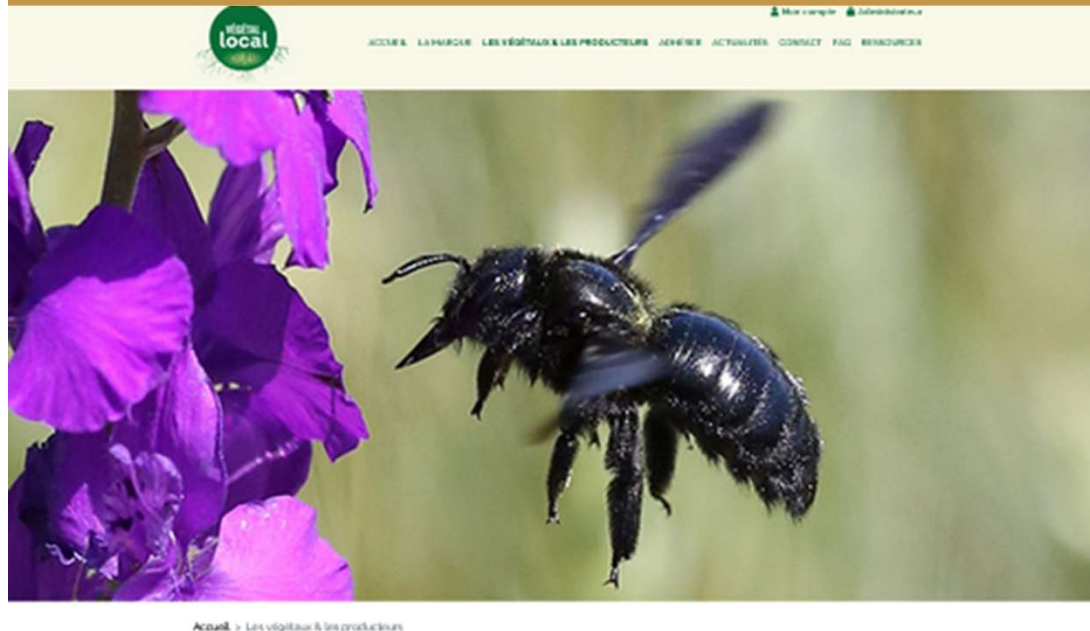 Mon compte Administrateur
VÉGÉTAL
local
ACCUEIL LA MARQUE LES VÉGÉTAUX & LES PRODUCTEURS ADHÉRER ACTUALITÉS CONTACT FAQ RESSOURCES
Accueil > Les végétaux & les producteurs